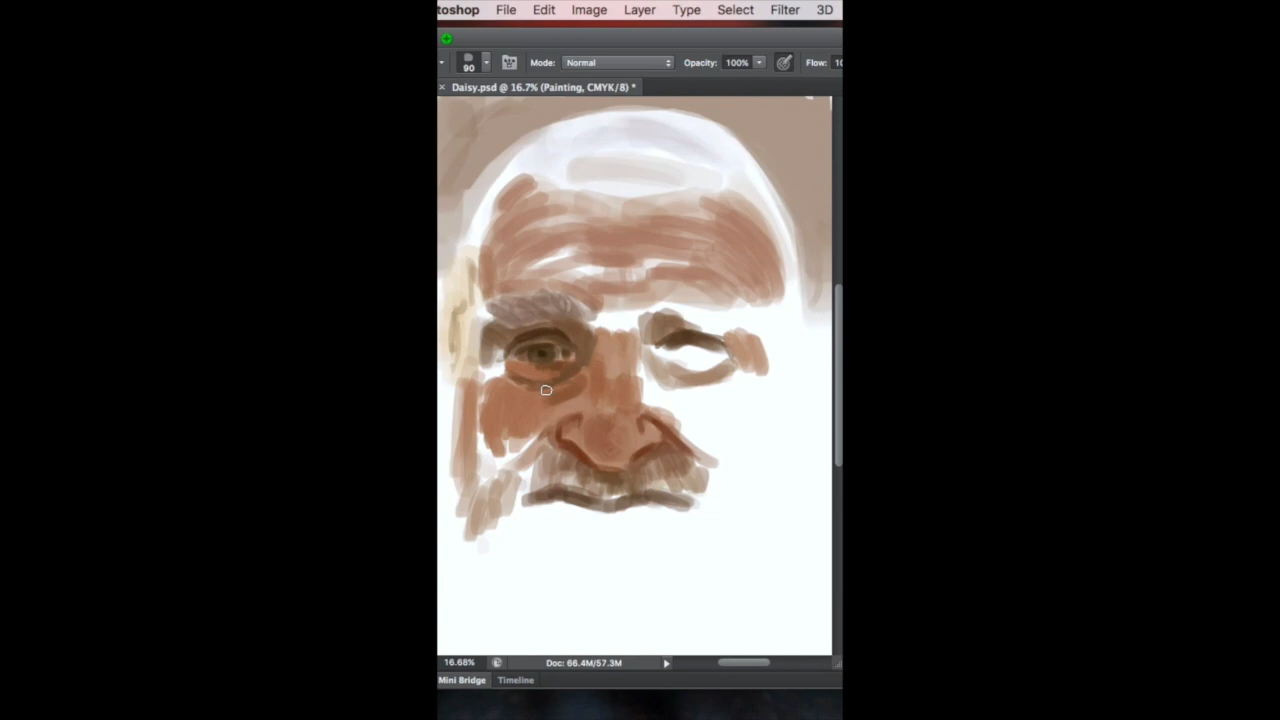 toshop File Edit Image Layer Type Select Filter 3D
90 Mode: Normal Opacity: 100% Flow: 10
× Daisy.psd @ 16.7% (Painting, CMYK/8) *
16.68% Doc: 66.4M/57.3M
Mini Bridge Timeline